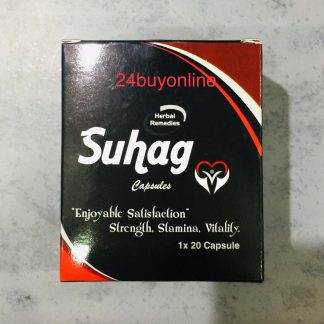 24buyonline
Herbal
Remedies
Suhag
Capsules
"Enjoyable Satisfaction"
Strength, Stamina, Vitality.
1x 20 Capsule